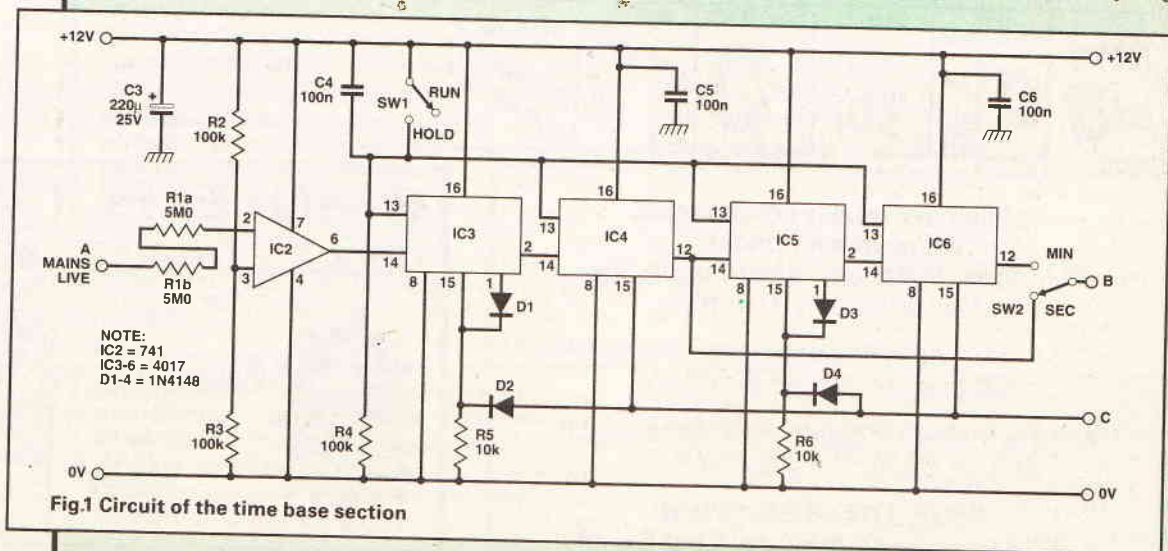 +12V
+12V
C3
220µ
25V
+
R2
100k
C4
100n
SW1
RUN
HOLD
C5
100n
C6
100n
R1a
5M0
A
MAINS
LIVE
R1b
5M0
2
3
7
4
6
IC2
13
14
16
IC3
8
15
1
2
D1
13
14
16
IC4
8
15
12
13
14
16
IC5
8
15
1
2
D3
13
14
16
IC6
8
15
12
MIN
B
SW2
SEC
NOTE:
IC2 = 741
IC3-6 = 4017
D1-4 = 1N4148
D2
D4
C
R3
100k
R4
100k
R5
10k
R6
10k
0V
0V
Fig.1 Circuit of the time base section